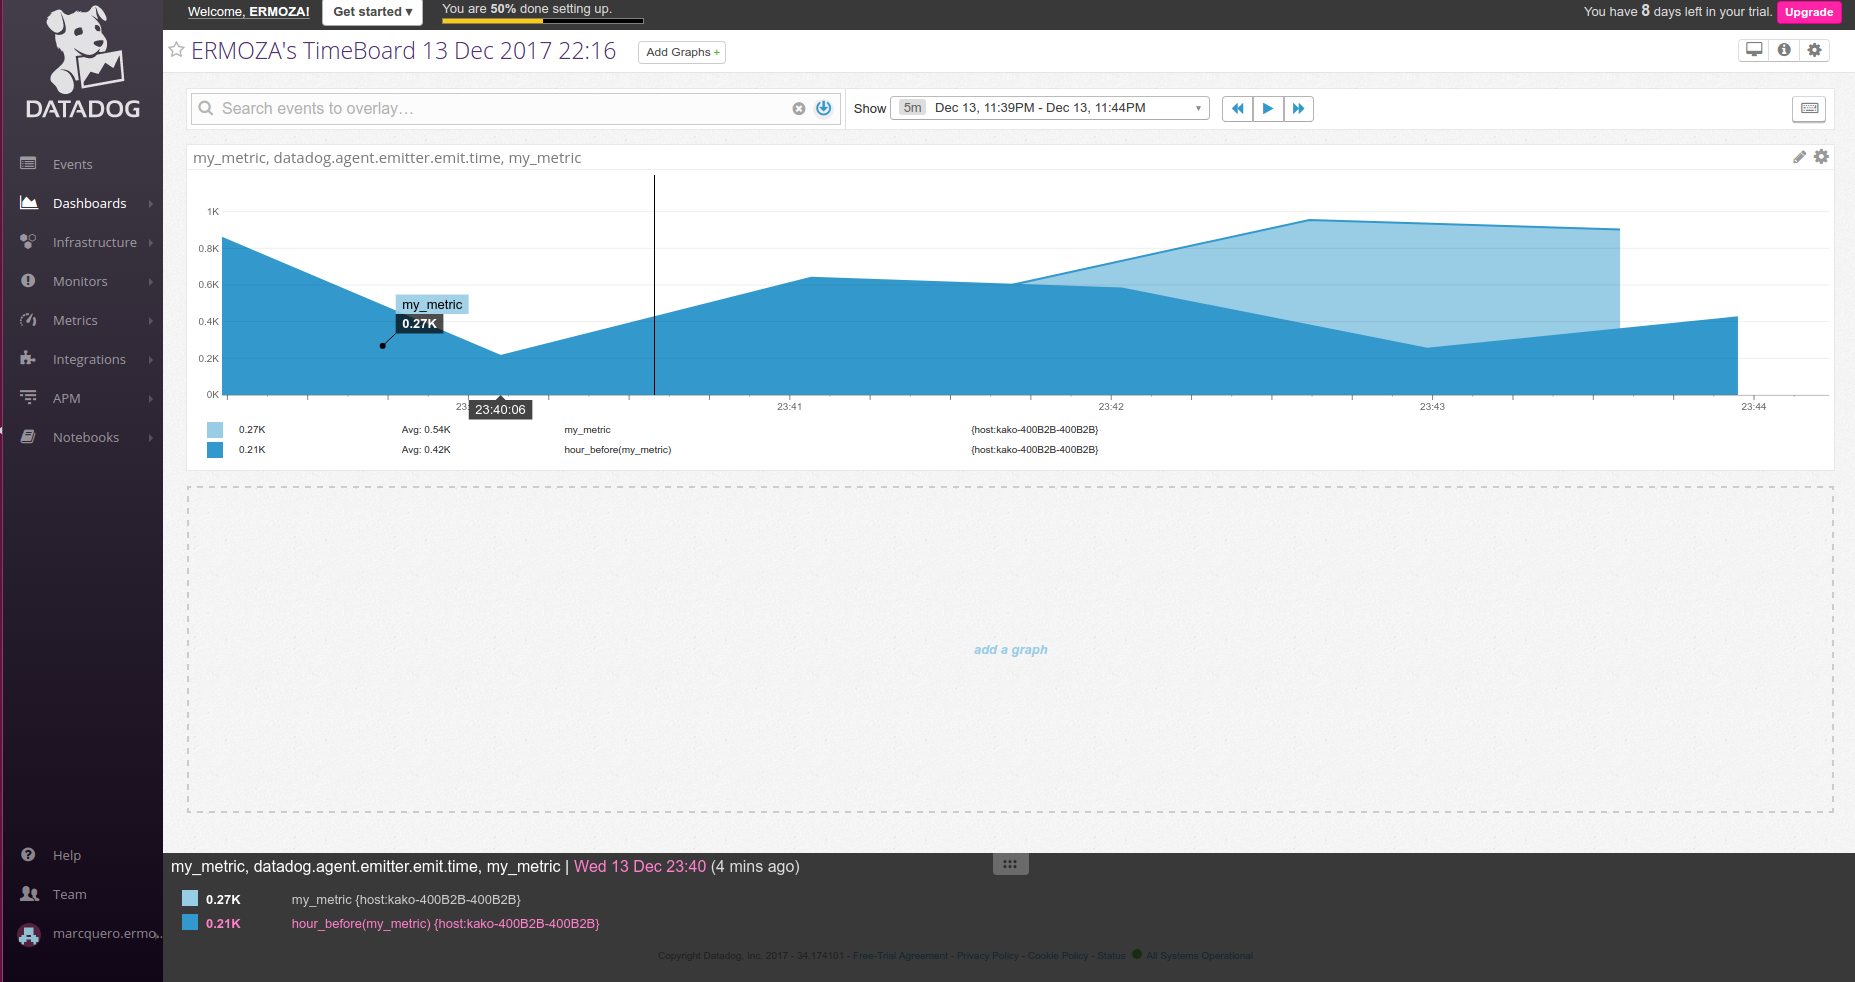 Welcome, ERMOZA!
Get started ▾
You are 50% done setting up.
You have 8 days left in your trial.
Upgrade
DATADOG
Events
Dashboards
Infrastructure
Monitors
Metrics
Integrations
APM
Notebooks
Help
Team
marcquero.ermo...
ERMOZA's TimeBoard 13 Dec 2017 22:16
Add Graphs +
Search events to overlay...
Show
5m Dec 13, 11:39PM - Dec 13, 11:44PM
my_metric, datadog.agent.emitter.emit.time, my_metric
1K
0.8K
0.6K
0.4K
0.2K
0K
my_metric
0.27K
23:40:06
23:41
23:42
23:43
23:44
0.27K Avg: 0.54K my_metric {host:kako-400B2B-400B2B}
0.21K Avg: 0.42K hour_before(my_metric) {host:kako-400B2B-400B2B}
add a graph
my_metric, datadog.agent.emitter.emit.time, my_metric | Wed 13 Dec 23:40 (4 mins ago)
0.27K my_metric {host:kako-400B2B-400B2B}
0.21K hour_before(my_metric) {host:kako-400B2B-400B2B}
Copyright Datadog, Inc. 2017 - 34.174101 - Free-Trial Agreement - Privacy Policy - Cookie Policy - Status All Systems Operational